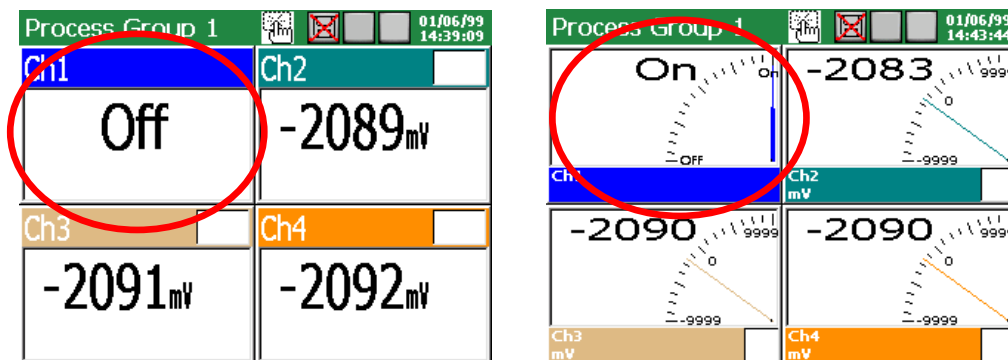 Process Group 1
01/06/99
14:39:09
Ch1
Off
Ch2
-2089mV
Ch3
-2091mV
Ch4
-2092mV
Process Group 1
01/06/99
14:43:44
On
On
OFF
Ch1
-2083
9999
0
-9999
Ch2
mV
-2090
9999
0
-9999
Ch3
mV
-2090
9999
0
-9999
Ch4
mV